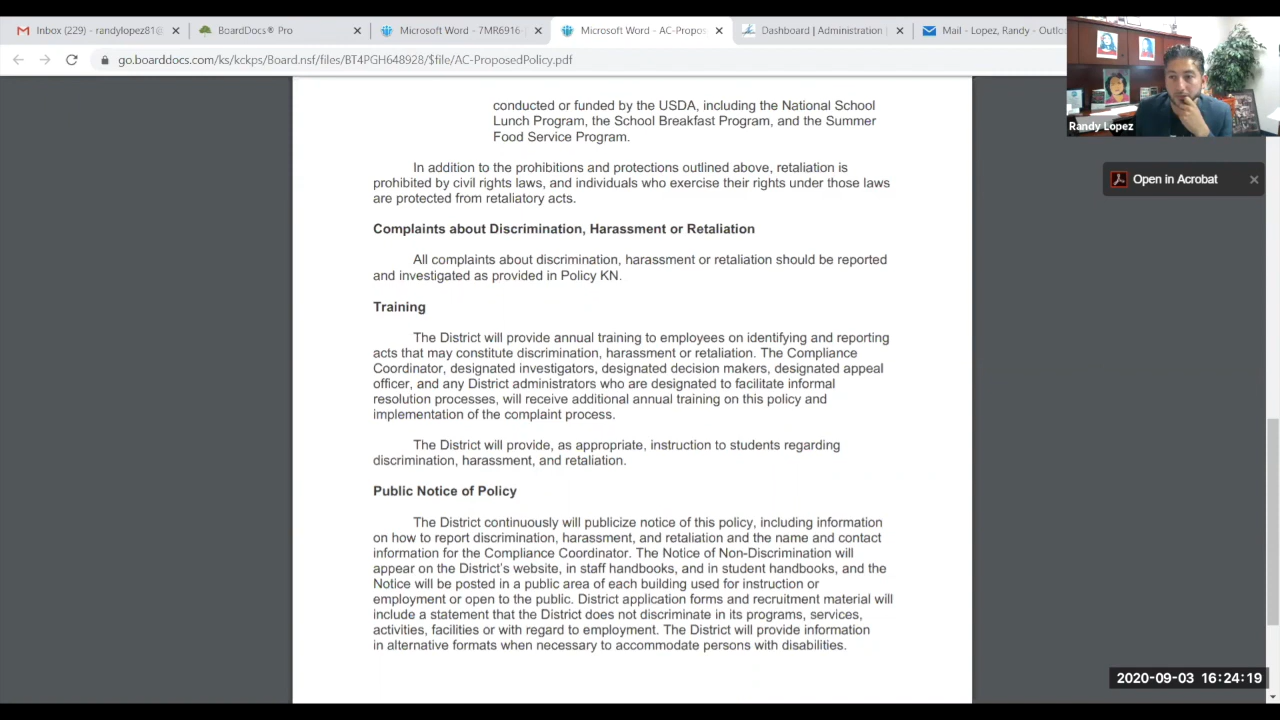 Inbox (229) - randylopez81@
BoardDocs® Pro
Microsoft Word - 7MR6916
Microsoft Word - AC-Propos
Dashboard | Administration
Mail - Lopez, Randy - Outlo
go.boarddocs.com/ks/kckps/Board.nsf/files/BT4PGH648928/$file/AC-ProposedPolicy.pdf
Randy Lopez
Open in Acrobat
conducted or funded by the USDA, including the National School
Lunch Program, the School Breakfast Program, and the Summer
Food Service Program.
In addition to the prohibitions and protections outlined above, retaliation is
prohibited by civil rights laws, and individuals who exercise their rights under those laws
are protected from retaliatory acts.
Complaints about Discrimination, Harassment or Retaliation
All complaints about discrimination, harassment or retaliation should be reported
and investigated as provided in Policy KN.
Training
The District will provide annual training to employees on identifying and reporting
acts that may constitute discrimination, harassment or retaliation. The Compliance
Coordinator, designated investigators, designated decision makers, designated appeal
officer, and any District administrators who are designated to facilitate informal
resolution processes, will receive additional annual training on this policy and
implementation of the complaint process.
The District will provide, as appropriate, instruction to students regarding
discrimination, harassment, and retaliation.
Public Notice of Policy
The District continuously will publicize notice of this policy, including information
on how to report discrimination, harassment, and retaliation and the name and contact
information for the Compliance Coordinator. The Notice of Non-Discrimination will
appear on the District's website, in staff handbooks, and in student handbooks, and the
Notice will be posted in a public area of each building used for instruction or
employment or open to the public. District application forms and recruitment material will
include a statement that the District does not discriminate in its programs, services,
activities, facilities or with regard to employment. The District will provide information
in alternative formats when necessary to accommodate persons with disabilities.
2020-09-03 16:24:19